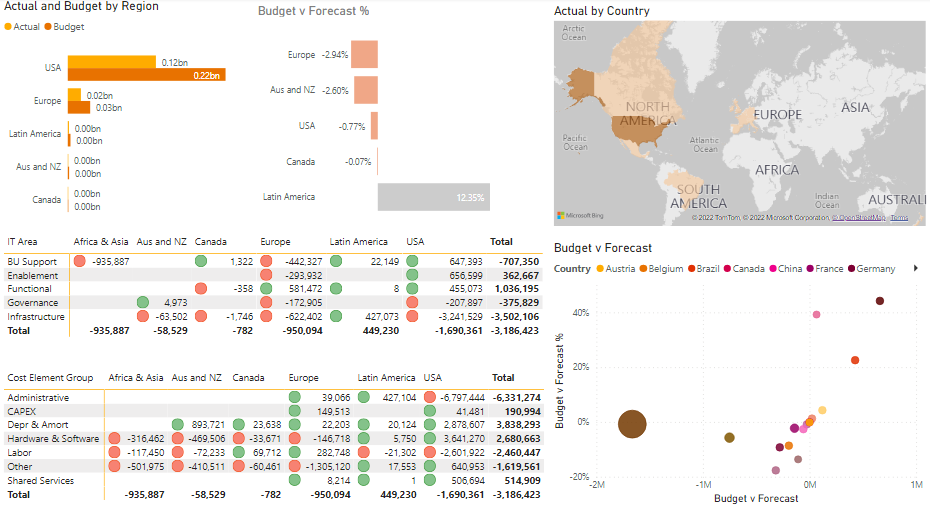 Actual and Budget by Region
Actual Budget
USA 0.12bn
0.22bn
Europe 0.02bn
0.03bn
Latin America 0.00bn
0.00bn
Aus and NZ 0.00bn
0.00bn
Canada 0.00bn
0.00bn
Budget v Forecast %
Europe -2.94%
Aus and NZ -2.60%
USA -0.77%
Canada -0.07%
Latin America 12.35%
Actual by Country
Arctic
Ocean
NORTH
AMERICA
EUROPE
ASIA
Pacific
Ocean
Atlantic
Ocean
AFRICA
SOUTH
AMERICA
Indian
Ocean
AUSTRALI
Microsoft Bing
© 2022 TomTom, © 2022 Microsoft Corporation, © OpenStreetMap Terms
IT Area Africa & Asia Aus and NZ Canada Europe Latin America USA Total
BU Support -935,887 1,322 -442,327 22,149 647,393 -707,350
Enablement -293,932 656,599 362,667
Functional -358 581,472 8 455,073 1,036,195
Governance 4,973 -172,905 -207,897 -375,829
Infrastructure -63,502 -1,746 -622,402 427,073 -3,241,529 -3,502,106
Total -935,887 -58,529 -782 -950,094 449,230 -1,690,361 -3,186,423
Cost Element Group Africa & Asia Aus and NZ Canada Europe Latin America USA Total
Administrative 39,066 427,104 -6,797,444 -6,331,274
CAPEX 149,513 41,481 190,994
Depr & Amort 893,721 23,638 22,203 20,124 2,878,607 3,838,293
Hardware & Software -316,462 -469,506 -33,671 -146,718 5,750 3,641,270 2,680,663
Labor -117,450 -72,233 69,712 282,748 -21,302 -2,601,922 -2,460,447
Other -501,975 -410,511 -60,461 -1,305,120 17,553 640,953 -1,619,561
Shared Services 8,214 1 506,694 514,909
Total -935,887 -58,529 -782 -950,094 449,230 -1,690,361 -3,186,423
Budget v Forecast
Country Austria Belgium Brazil Canada China France Germany
Budget v Forecast %
40%
20%
0%
-20%
-2M -1M 0M 1M
Budget v Forecast